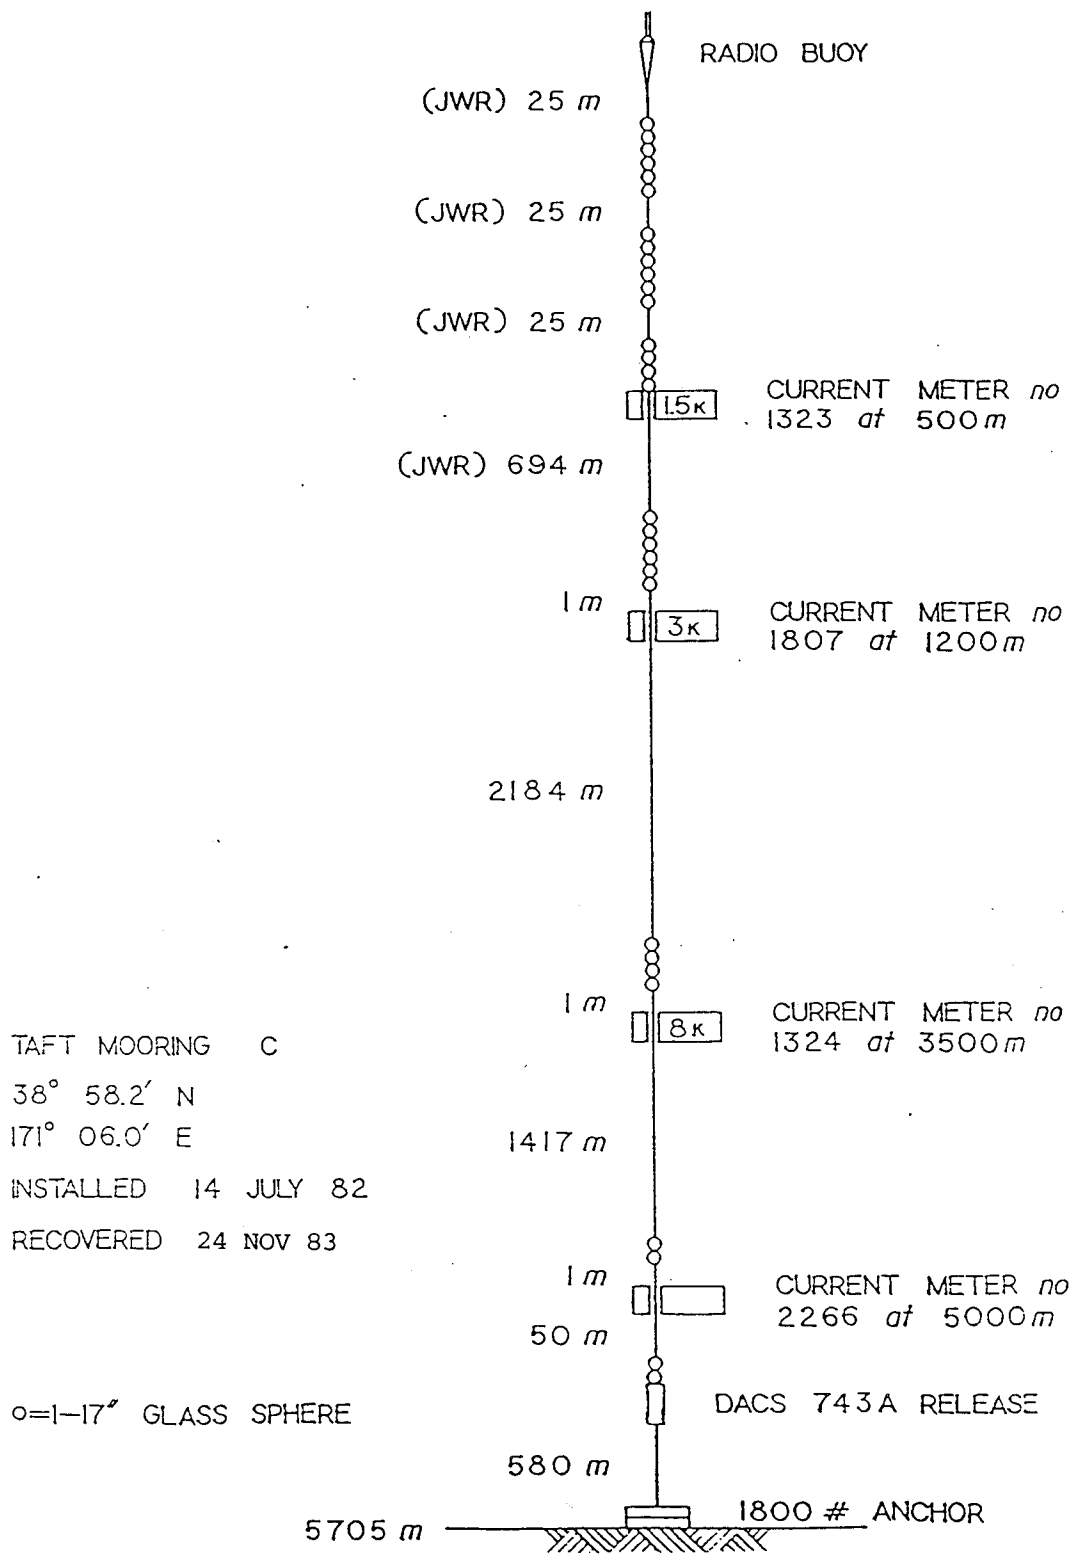 RADIO BUOY
(JWR) 25 m
(JWR) 25 m
(JWR) 25 m
1.5K
CURRENT METER no
1323 at 500m
(JWR) 694 m
1 m
3K
CURRENT METER no
1807 at 1200m
2184 m
1 m
8K
CURRENT METER no
1324 at 3500m
TAFT MOORING C
38° 58.2′ N
171° 06.0′ E
INSTALLED 14 JULY 82
RECOVERED 24 NOV 83
1417 m
1 m
CURRENT METER no
2266 at 5000m
50 m
o=1-17″ GLASS SPHERE
DACS 743A RELEASE
580 m
1800 # ANCHOR
5705 m